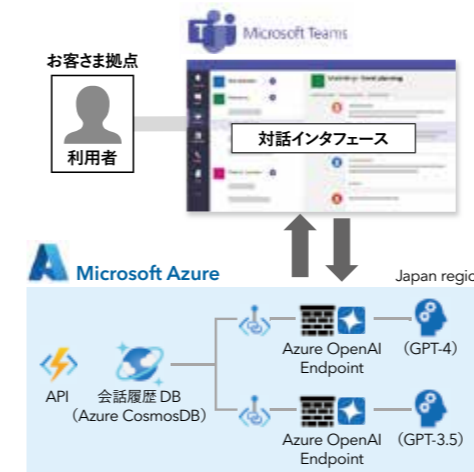 Microsoft Teams
お客さま拠点
利用者
対話インタフェース
Microsoft Azure
Japan regio
API
会話履歴 DB
（Azure CosmosDB）
Azure OpenAI
Endpoint
（GPT-4）
Azure OpenAI
Endpoint
（GPT-3.5）